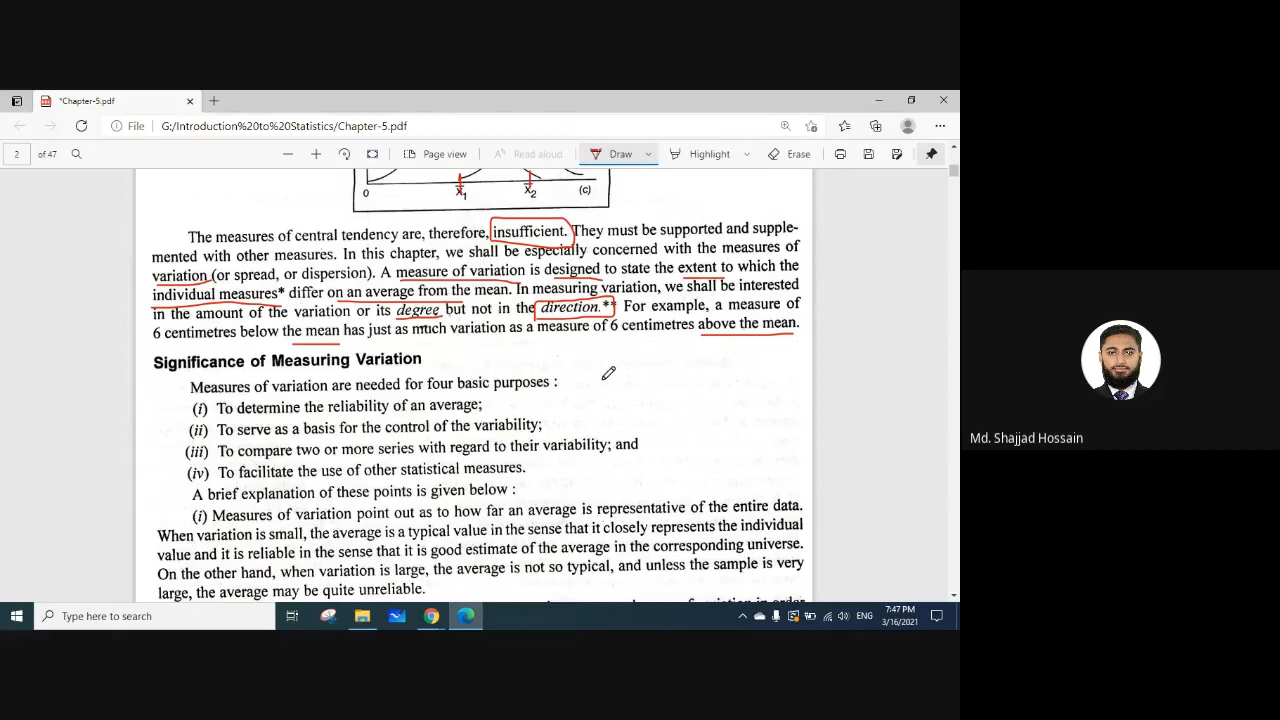 *Chapter-5.pdf
File G:/Introduction%20to%20Statistics/Chapter-5.pdf
2 of 47 Page view Read aloud Draw Highlight Erase
0 X̄1 X̄2 (c)
The measures of central tendency are, therefore, insufficient. They must be supported and supple-
mented with other measures. In this chapter, we shall be especially concerned with the measures of
variation (or spread, or dispersion). A measure of variation is designed to state the extent to which the
individual measures* differ on an average from the mean. In measuring variation, we shall be interested
in the amount of the variation or its degree but not in the direction.** For example, a measure of
6 centimetres below the mean has just as much variation as a measure of 6 centimetres above the mean.
Significance of Measuring Variation
Measures of variation are needed for four basic purposes :
(i) To determine the reliability of an average;
(ii) To serve as a basis for the control of the variability;
(iii) To compare two or more series with regard to their variability; and
(iv) To facilitate the use of other statistical measures.
A brief explanation of these points is given below :
(i) Measures of variation point out as to how far an average is representative of the entire data.
When variation is small, the average is a typical value in the sense that it closely represents the individual
value and it is reliable in the sense that it is good estimate of the average in the corresponding universe.
On the other hand, when variation is large, the average is not so typical, and unless the sample is very
large, the average may be quite unreliable.
Type here to search
ENG
7:47 PM
3/16/2021
Md. Shajjad Hossain